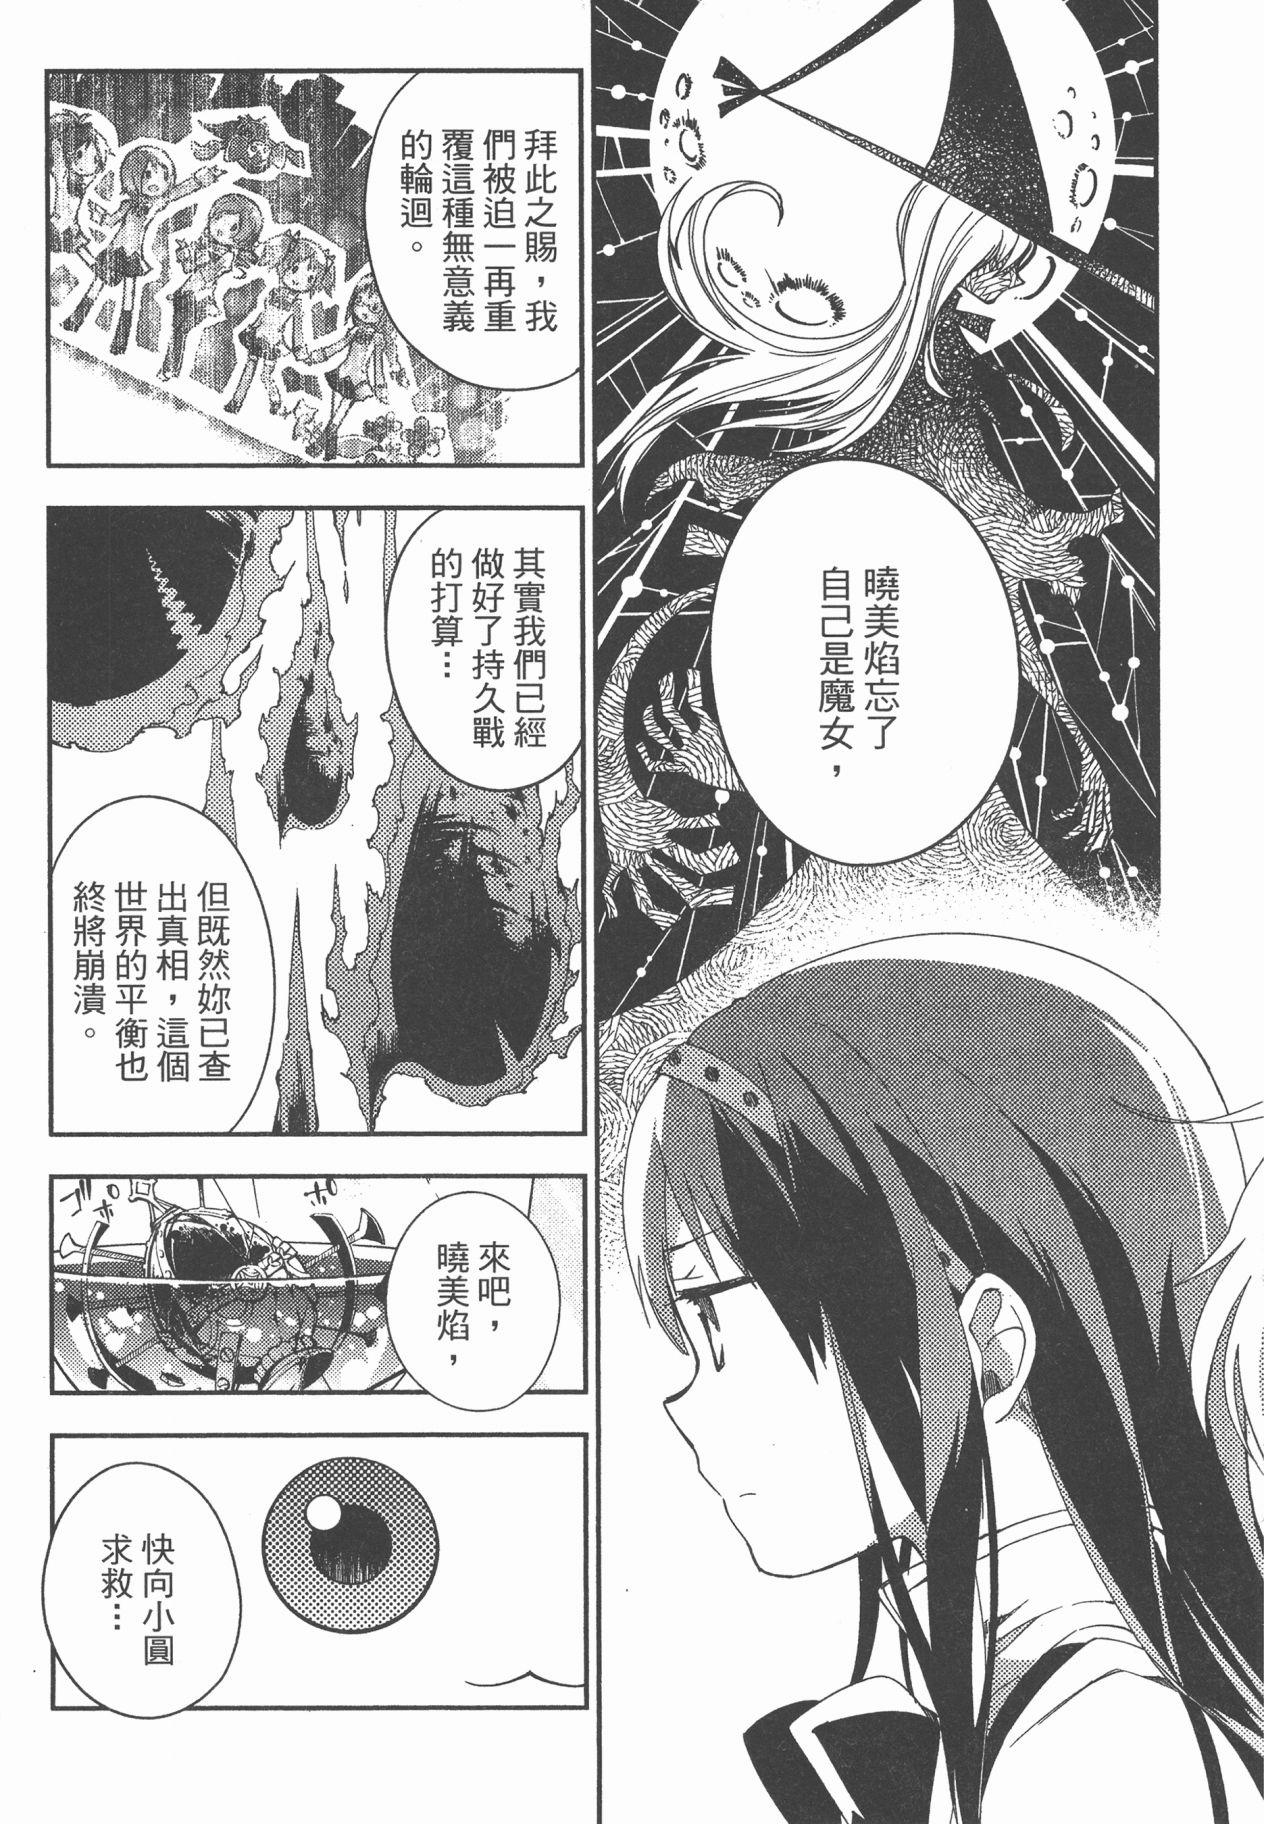 曉美焰忘了
自己是魔女，
拜此之賜，我
們被迫一再重
覆這種無意義
的輪迴。
其實我們已經
做好了持久戰
的打算…
但既然妳已查
出真相，這個
世界的平衡也
終將崩潰。
來吧，
曉美焰，
ポ
ゴポ
快向小圓
求救…